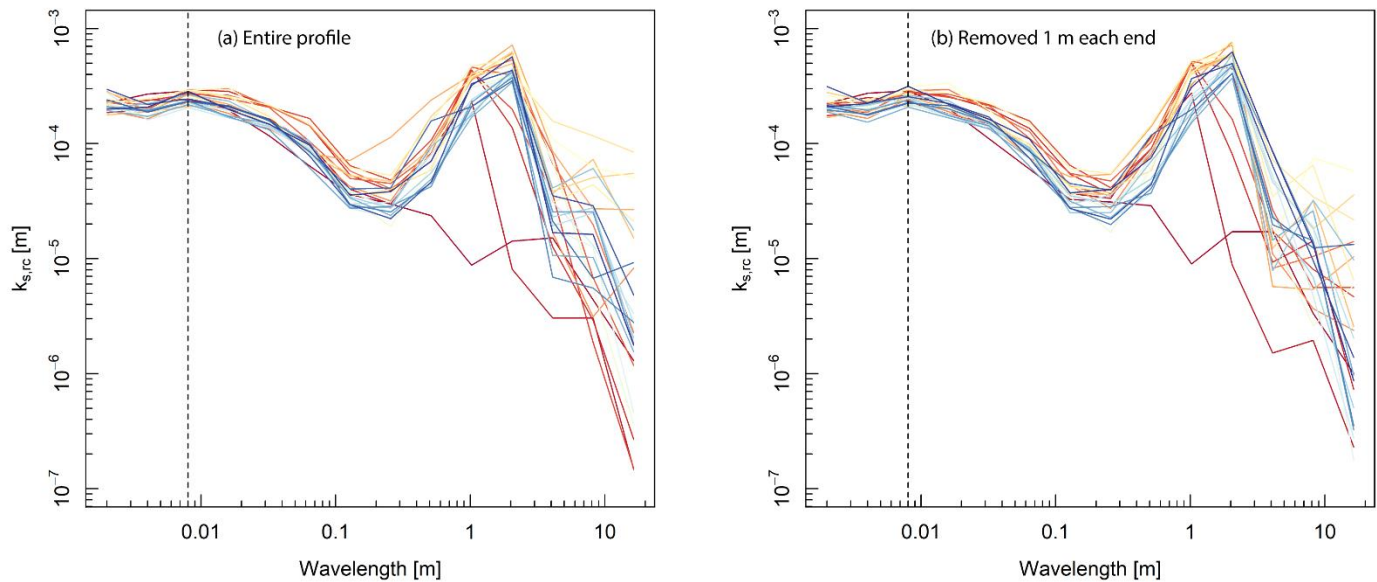 (a) Entire profile
10⁻³
10⁻⁴
10⁻⁵
10⁻⁶
10⁻⁷
kₛ,rc [m]
0.01 0.1 1 10
Wavelength [m]
(b) Removed 1 m each end
10⁻³
10⁻⁴
10⁻⁵
10⁻⁶
10⁻⁷
kₛ,rc [m]
0.01 0.1 1 10
Wavelength [m]